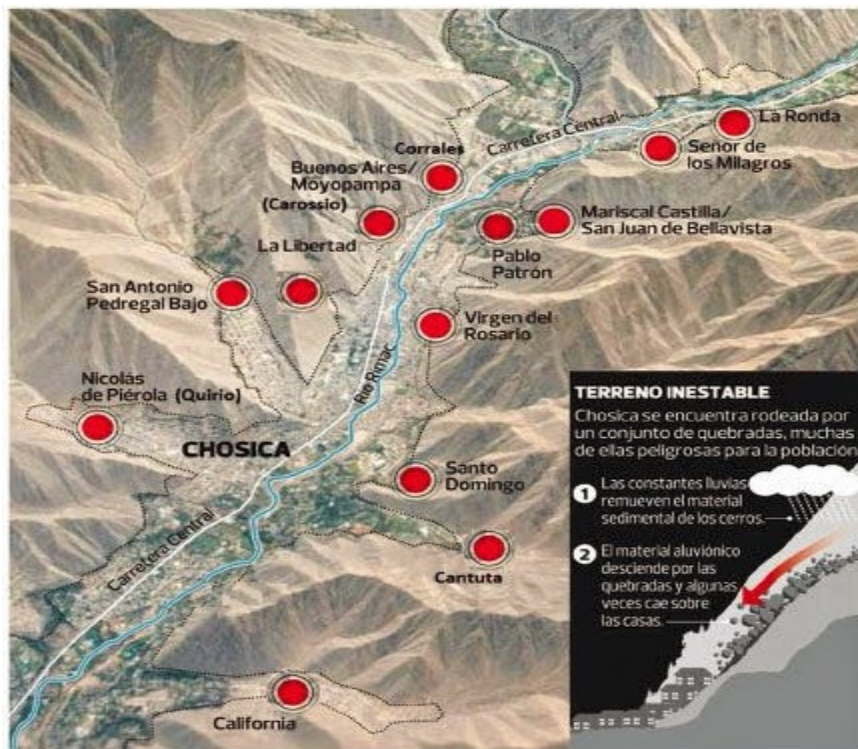 La Ronda
Carretera Central
Señor de
los Milagros
Corrales
Buenos Aires/
Moyopampa
(Carossio)
Mariscal Castilla/
San Juan de Bellavista
La Libertad
Pablo
Patrón
San Antonio
Pedregal Bajo
Virgen del
Rosario
Río Rímac
Nicolás
de Piérola (Quirio)
CHOSICA
Santo
Domingo
Carretera Central
Cantuta
California
TERRENO INESTABLE
Chosica se encuentra rodeada por
un conjunto de quebradas, muchas
de ellas peligrosas para la población
1 Las constantes lluvias
remueven el material
sedimental de los cerros.
2 El material aluviónico
desciende por las
quebradas y algunas
veces cae sobre
las casas.